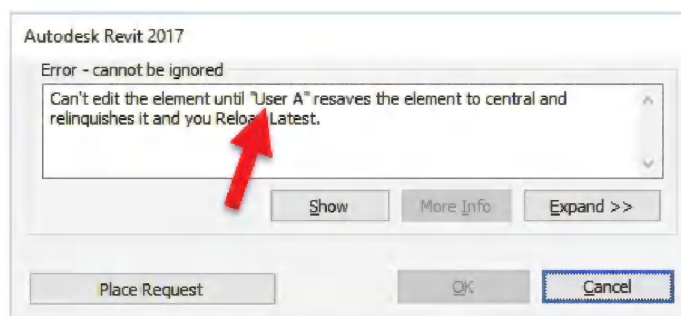 Autodesk Revit 2017
Error - cannot be ignored
Can't edit the element until "User A" resaves the element to central and
relinquishes it and you Reload Latest.
Show More Info Expand >>
Place Request OK Cancel